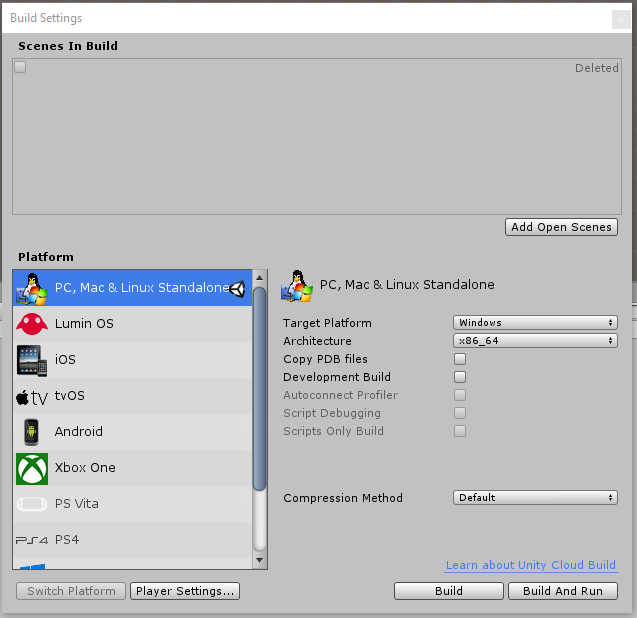 Build Settings
x
Scenes In Build
Deleted
Add Open Scenes
Platform
PC, Mac & Linux Standalone
Lumin OS
iOS
tv
tvOS
Android
Xbox One
PS Vita
PS4
PS4
PC, Mac & Linux Standalone
Target Platform Windows
Architecture x86_64
Copy PDB files
Development Build
Autoconnect Profiler
Script Debugging
Scripts Only Build
Compression Method Default
Learn about Unity Cloud Build
Switch Platform Player Settings... Build Build And Run